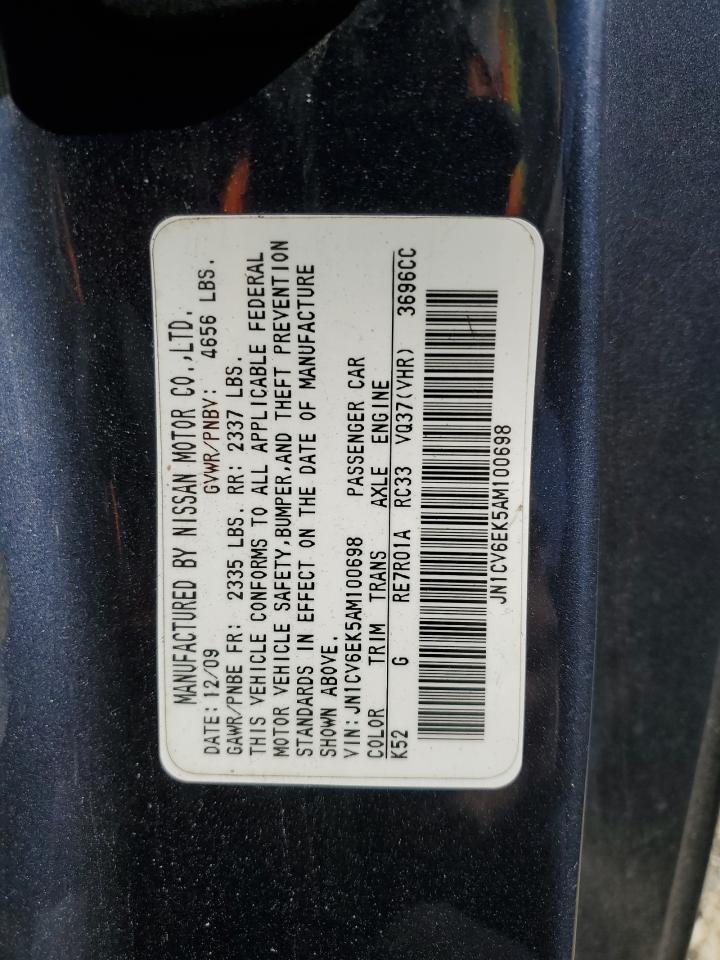 MANUFACTURED BY NISSAN MOTOR CO.,LTD.
DATE: 12/09 GVWR/PNBV: 4656 LBS.
GAWR/PNBE FR: 2335 LBS. RR: 2337 LBS.
THIS VEHICLE CONFORMS TO ALL APPLICABLE FEDERAL
MOTOR VEHICLE SAFETY,BUMPER,AND THEFT PREVENTION
STANDARDS IN EFFECT ON THE DATE OF MANUFACTURE
SHOWN ABOVE.
VIN:JN1CV6EK5AM100698 PASSENGER CAR
COLOR TRIM TRANS AXLE ENGINE
K52 G RE7R01A RC33 VQ37(VHR) 3696CC
JN1CV6EK5AM100698